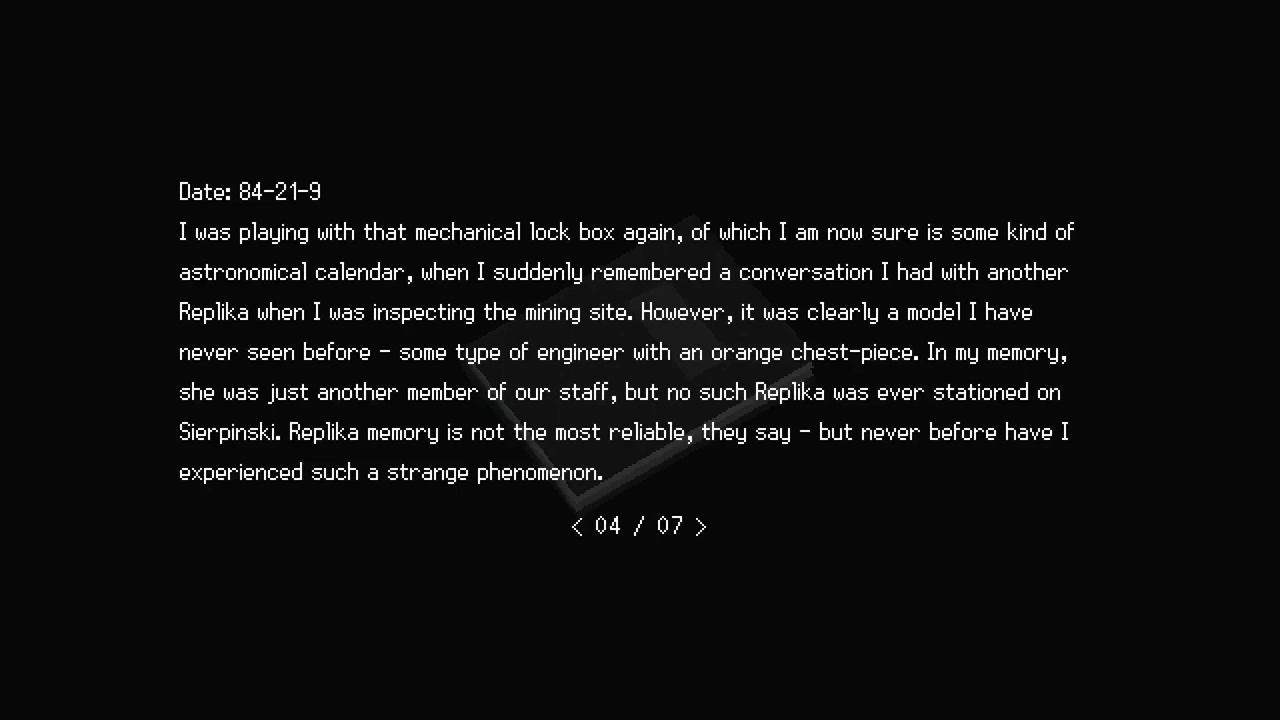 Date: 84-21-9
I was playing with that mechanical lock box again, of which I am now sure is some kind of
astronomical calendar, when I suddenly remembered a conversation I had with another
Replika when I was inspecting the mining site. However, it was clearly a model I have
never seen before - some type of engineer with an orange chest-piece. In my memory,
she was just another member of our staff, but no such Replika was ever stationed on
Sierpinski. Replika memory is not the most reliable, they say - but never before have I
experienced such a strange phenomenon.
< 04 / 07 >